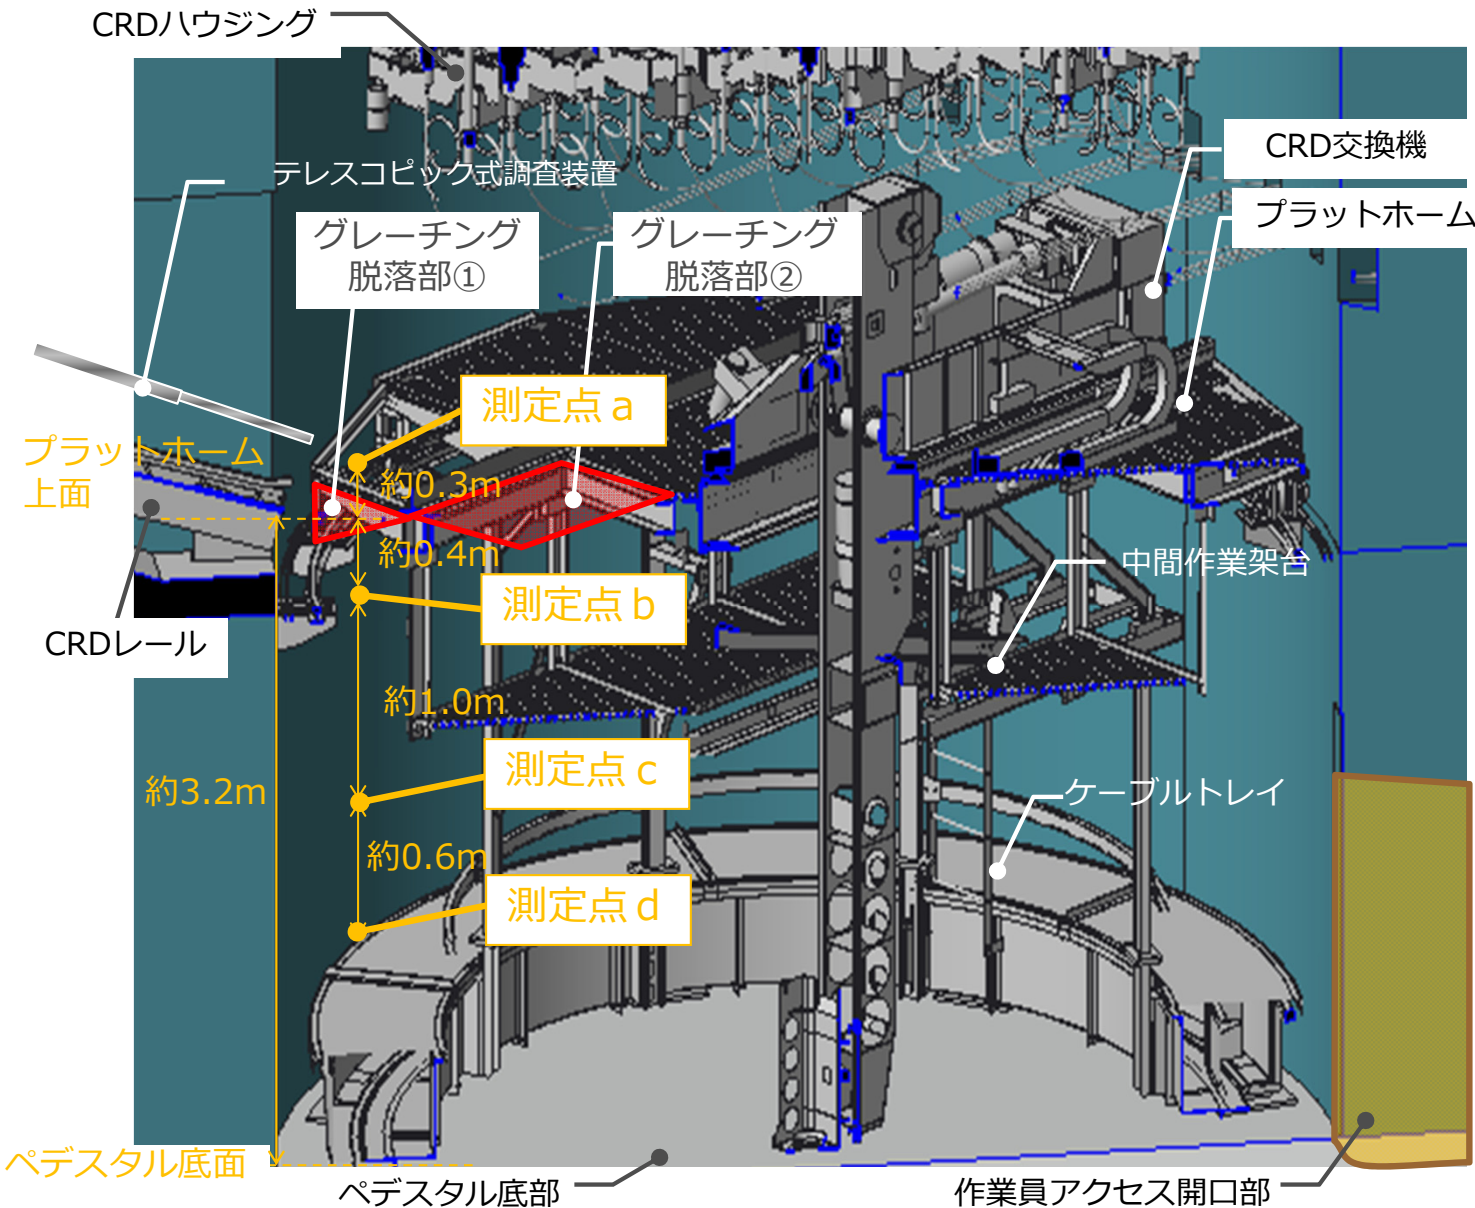 CRDハウジング
CRD交換機
テレスコピック式調査装置
プラットホーム
グレーチング
脱落部①
グレーチング
脱落部②
測定点a
プラットホーム
上面
約0.3m
約0.4m
中間作業架台
測定点b
CRDレール
約1.0m
測定点c
約3.2m
ケーブルトレイ
約0.6m
測定点d
ペデスタル底面
ペデスタル底部
作業員アクセス開口部